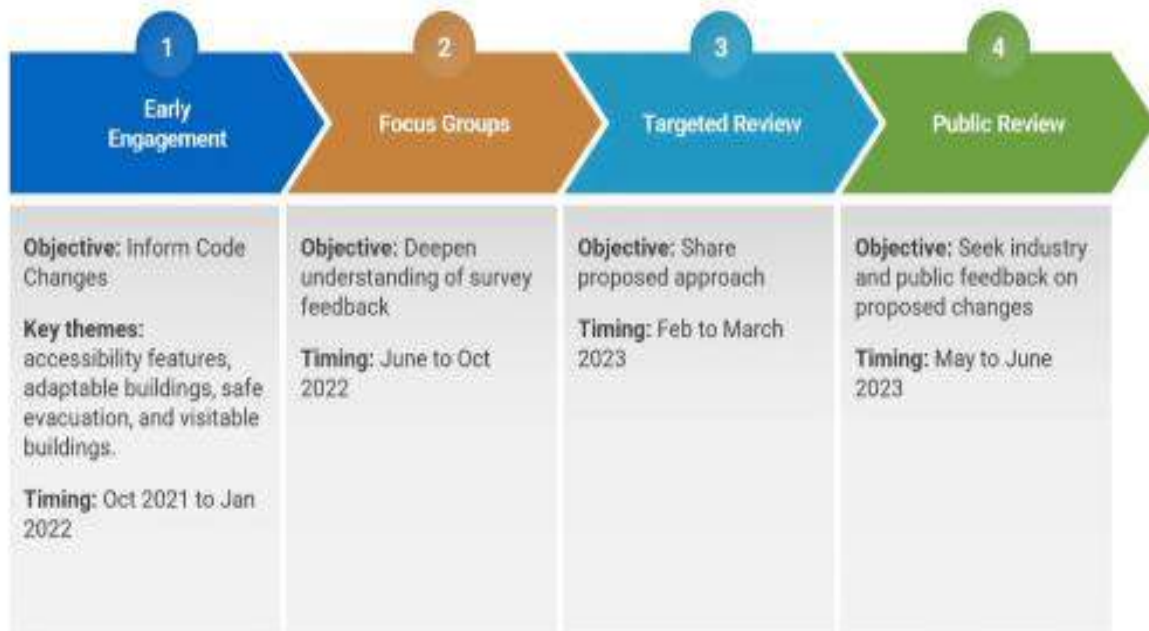 1
Early
Engagement
Objective: Inform Code
Changes
Key themes:
accessibility features,
adaptable buildings, safe
evacuation, and visitable
buildings.
Timing: Oct 2021 to Jan
2022
2
Focus Groups
Objective: Deepen
understanding of survey
feedback
Timing: June to Oct
2022
3
Targeted Review
Objective: Share
proposed approach
Timing: Feb to March
2023
4
Public Review
Objective: Seek industry
and public feedback on
proposed changes
Timing: May to June
2023